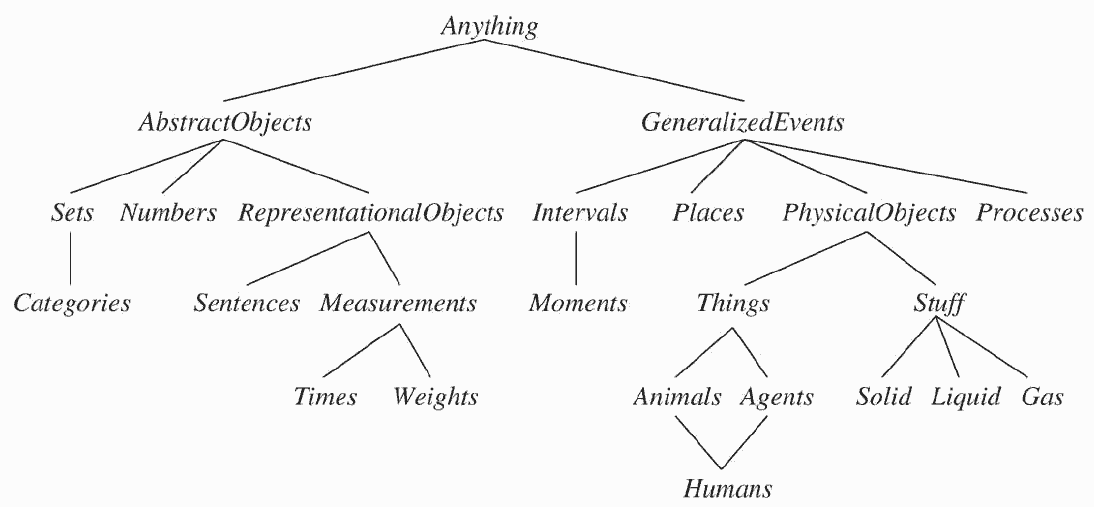 Anything
AbstractObjects GeneralizedEvents
Sets Numbers RepresentationalObjects Intervals Places PhysicalObjects Processes
Categories Sentences Measurements Moments Things Stuff
Times Weights Animals Agents Solid Liquid Gas
Humans